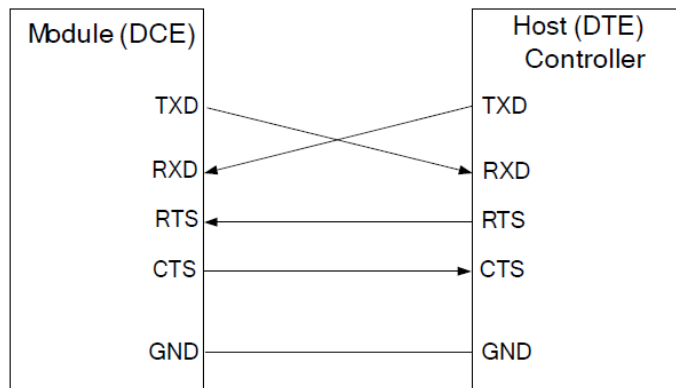 Module (DCE)
Host (DTE)
Controller
TXD
TXD
RXD
RXD
RTS
RTS
CTS
CTS
GND
GND